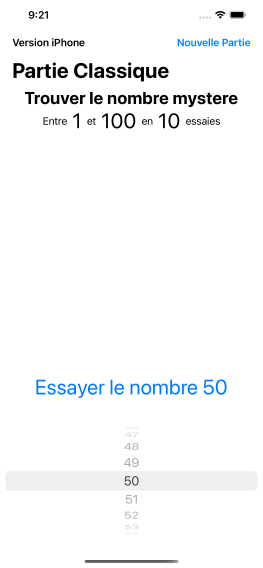 9:21
Version iPhone Nouvelle Partie
Partie Classique
Trouver le nombre mystere
Entre 1 et 100 en 10 essaies
Essayer le nombre 50
47
48
49
50
51
52
53